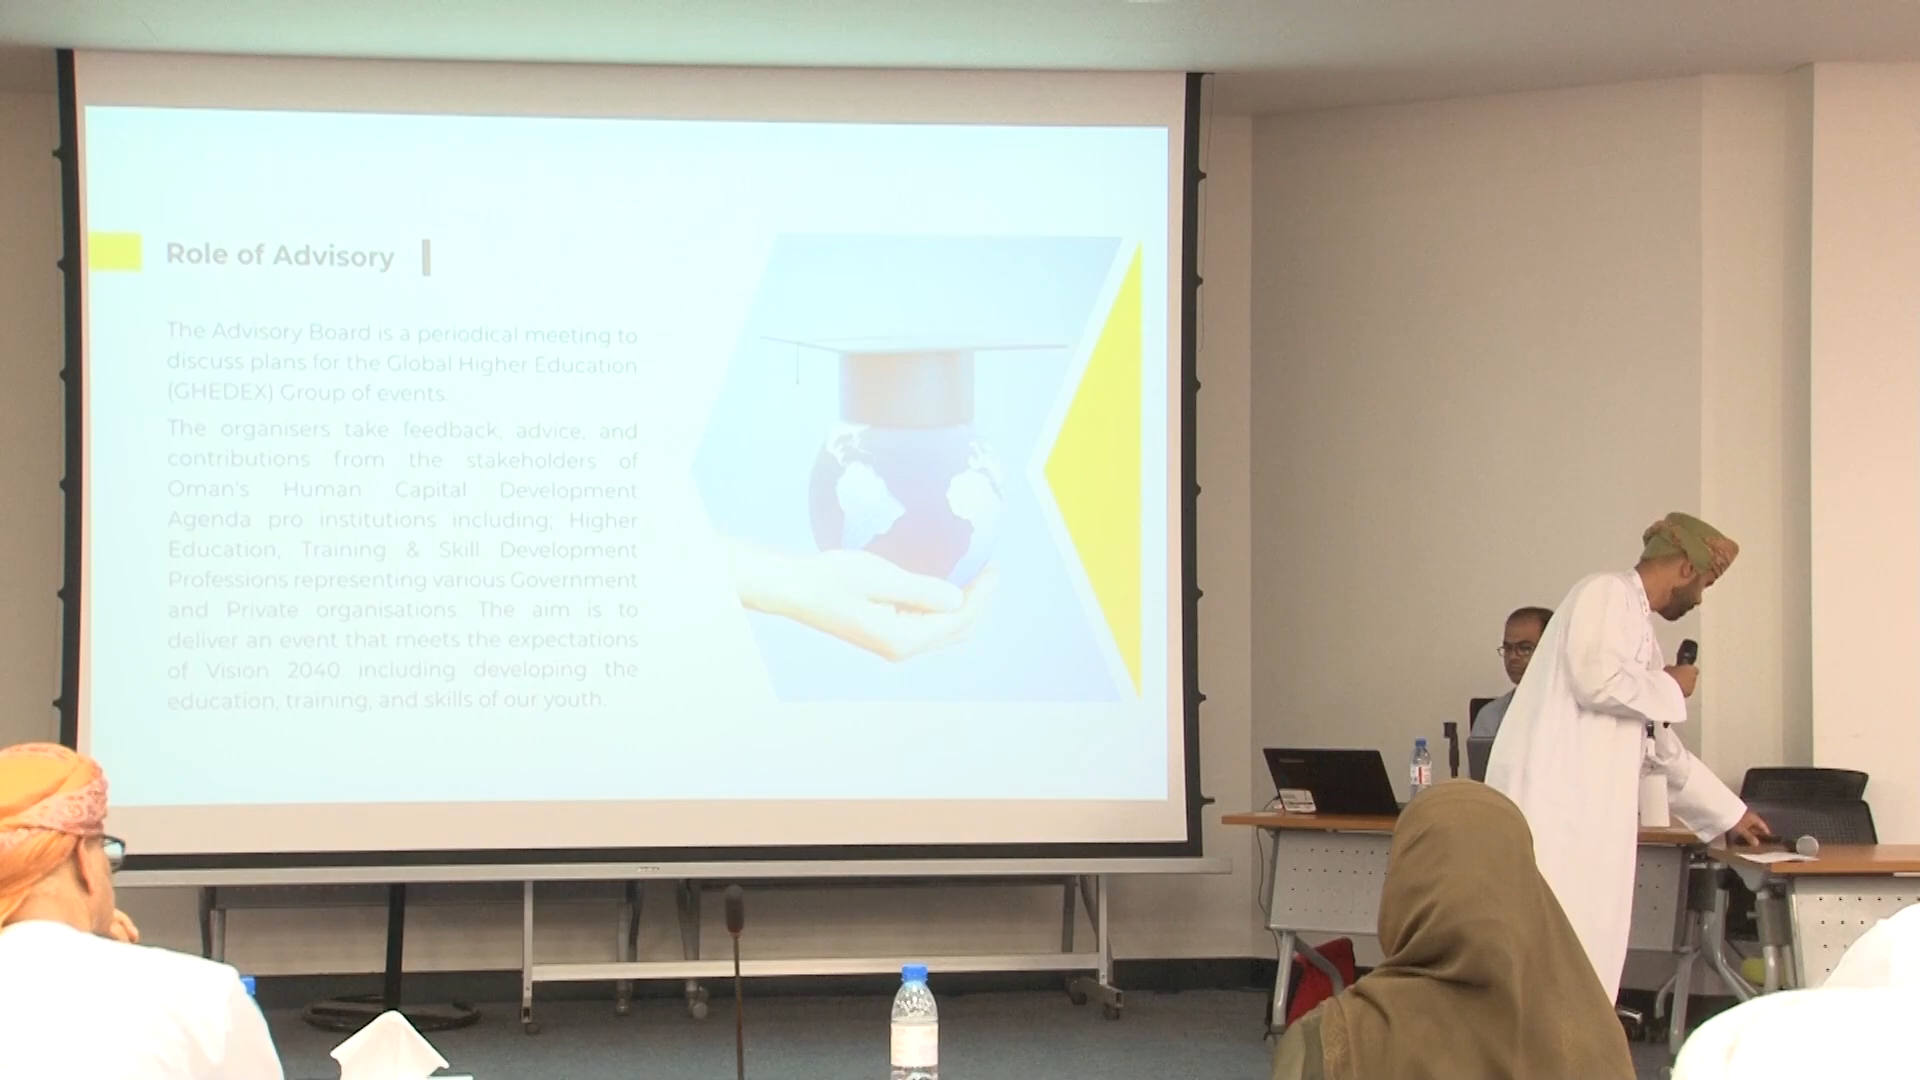 Role of Advisory
The Advisory Board is a periodical meeting to
discuss plans for the Global Higher Education
(GHEDEX) Group of events.
The organisers take feedback, advice, and
contributions from the stakeholders of
Oman's Human Capital Development
Agenda pro institutions including; Higher
Education, Training & Skill Development
Professions representing various Government
and Private organisations. The aim is to
deliver an event that meets the expectations
of Vision 2040 including developing the
education, training, and skills of our youth.